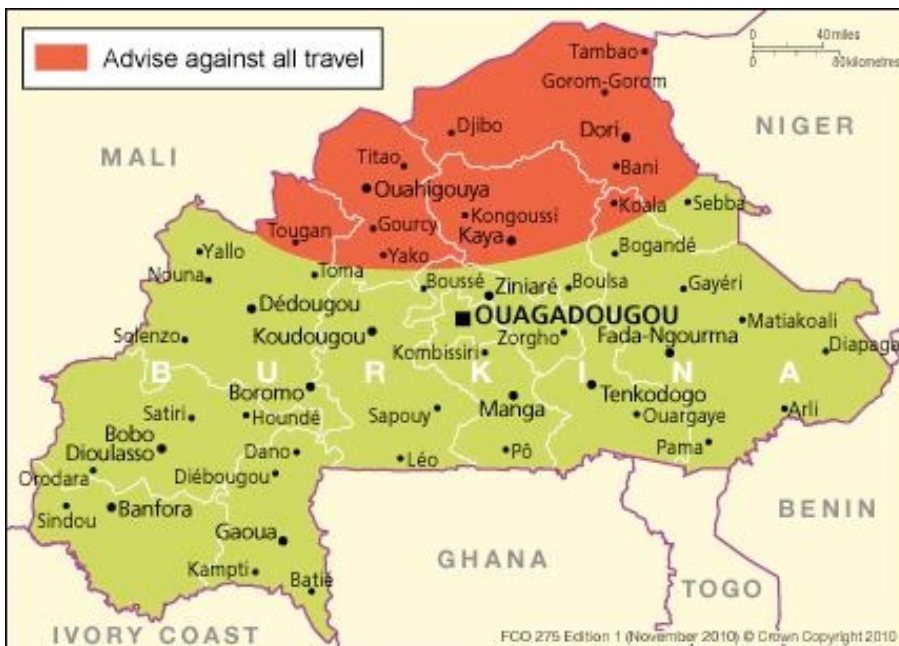 Advise against all travel
0 40 miles
0 80 kilometres
Tambao
Gorom-Gorom
Djibo
Dori
NIGER
MALI
Titao
Bani
Ouahigouya
Koala
Sebba
Kongoussi
Gourcy
Tougan
Kaya
Yako
Bogandé
Yallo
Toma
Nouna
Boussé
Ziniaré
Boulsa
Gayéri
Dédougou
OUAGADOUGOU
Matiakoali
Koudougou
Zorgho
Fada-Ngourma
Solenzo
Kombissiri
Diapaga
BURKINA
Boromo
Tenkodogo
Manga
Satiri
Houndé
Sapouy
Ouargaye
Arli
Bobo
Dioulasso
Dano
Léo
Pô
Pama
Orodara
Diébougou
Sindou
Banfora
BENIN
Gaoua
GHANA
Kampti
Batié
TOGO
IVORY COAST
FCO 275 Edition 1 (November 2010) © Crown Copyright 2010